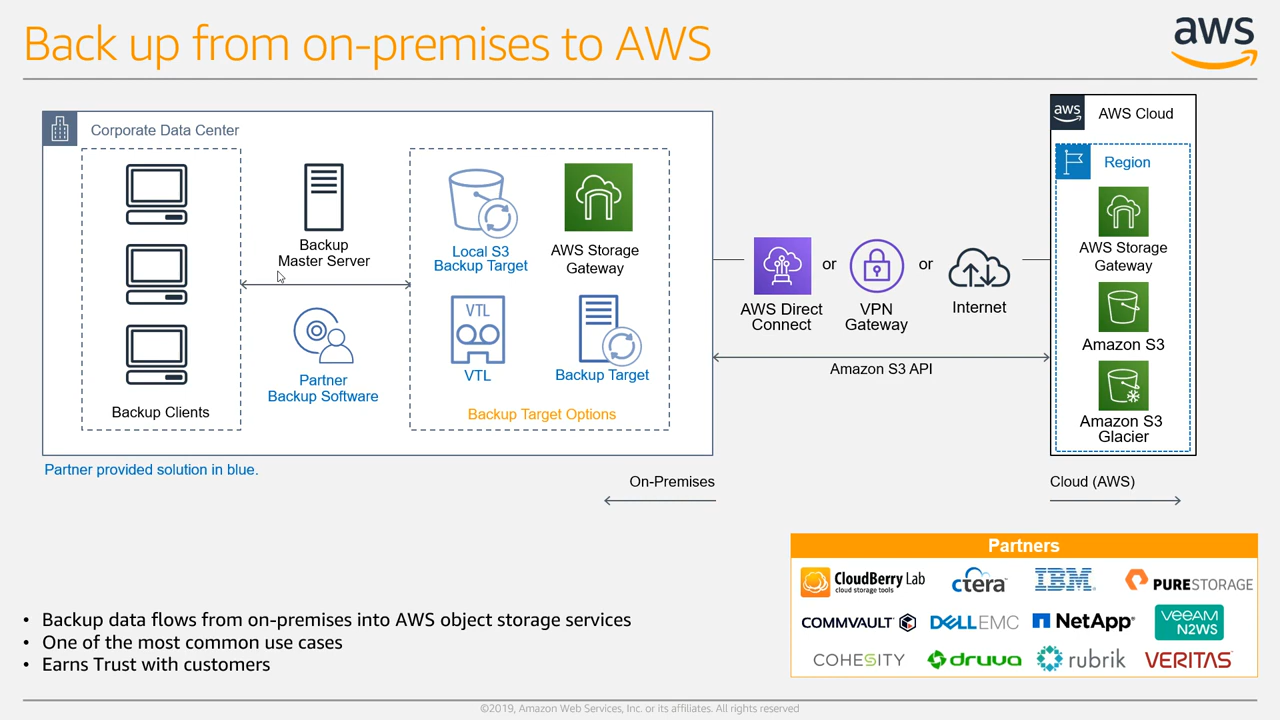 Back up from on-premises to AWS
aws
Corporate Data Center
Backup
Master Server
Partner
Backup Software
Backup Clients
Local S3
Backup Target
AWS Storage
Gateway
VTL
VTL
Backup Target
Backup Target Options
Partner provided solution in blue.
AWS Direct
Connect
or
VPN
Gateway
or
Internet
Amazon S3 API
aws
AWS Cloud
Region
AWS Storage
Gateway
Amazon S3
Amazon S3
Glacier
On-Premises
Cloud (AWS)
Partners
CloudBerry Lab
cloud storage tools
ctera
IBM
PURESTORAGE
COMMVAULT
DELLEMC
NetApp
VEEAM
N2WS
COHESITY
druva
rubrik
VERITAS
• Backup data flows from on-premises into AWS object storage services
• One of the most common use cases
• Earns Trust with customers
©2019, Amazon Web Services, Inc. or its affiliates. All rights reserved